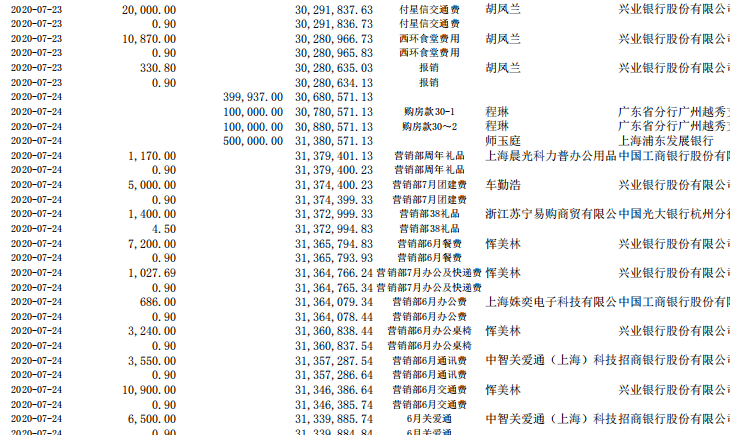 2020-07-23 20,000.00 30,291,837.63 付星信交通费 胡凤兰 兴业银行股份有限公
2020-07-23 0.90 30,291,836.73 付星信交通费
2020-07-23 10,870.00 30,280,966.73 西环食堂费用 胡凤兰 兴业银行股份有限公
2020-07-23 0.90 30,280,965.83 西环食堂费用
2020-07-23 330.80 30,280,635.03 报销 胡凤兰 兴业银行股份有限公
2020-07-23 0.90 30,280,634.13 报销
2020-07-24 399,937.00 30,680,571.13
2020-07-24 100,000.00 30,780,571.13 购房款30-1 程琳 广东省分行广州越秀支
2020-07-24 100,000.00 30,880,571.13 购房款30～2 程琳 广东省分行广州越秀支
2020-07-24 500,000.00 31,380,571.13 师玉庭 上海浦东发展银行
2020-07-24 1,170.00 31,379,401.13 营销部周年礼品 上海晨光科力普办公用品 中国工商银行股份有限
2020-07-24 0.90 31,379,400.23 营销部周年礼品
2020-07-24 5,000.00 31,374,400.23 营销部7月团建费 车勤浩 兴业银行股份有限公
2020-07-24 0.90 31,374,399.33 营销部7月团建费
2020-07-24 1,400.00 31,372,999.33 营销部38礼品 浙江苏宁易购商贸有限公 中国光大银行杭州分行
2020-07-24 4.50 31,372,994.83 营销部38礼品
2020-07-24 7,200.00 31,365,794.83 营销部6月餐费 恽美林 兴业银行股份有限公
2020-07-24 0.90 31,365,793.93 营销部6月餐费
2020-07-24 1,027.69 31,364,766.24 营销部7月办公及快递费 恽美林 兴业银行股份有限公
2020-07-24 0.90 31,364,765.34 营销部7月办公及快递费
2020-07-24 686.00 31,364,079.34 营销部6月办公费 上海姝奕电子科技有限公 中国工商银行股份有限
2020-07-24 0.90 31,364,078.44 营销部6月办公费
2020-07-24 3,240.00 31,360,838.44 营销部6月办公桌椅 恽美林 兴业银行股份有限公
2020-07-24 0.90 31,360,837.54 营销部6月办公桌椅
2020-07-24 3,550.00 31,357,287.54 营销部6月通讯费 中智关爱通（上海）科技 招商银行股份有限公司
2020-07-24 0.90 31,357,286.64 营销部6月通讯费
2020-07-24 10,900.00 31,346,386.64 营销部6月交通费 恽美林 兴业银行股份有限公
2020-07-24 0.90 31,346,385.74 营销部6月交通费
2020-07-24 6,500.00 31,339,885.74 6月关爱通 中智关爱通（上海）科技 招商银行股份有限公司
2020-07-24 0.90 31,339,884.84 6月关爱通